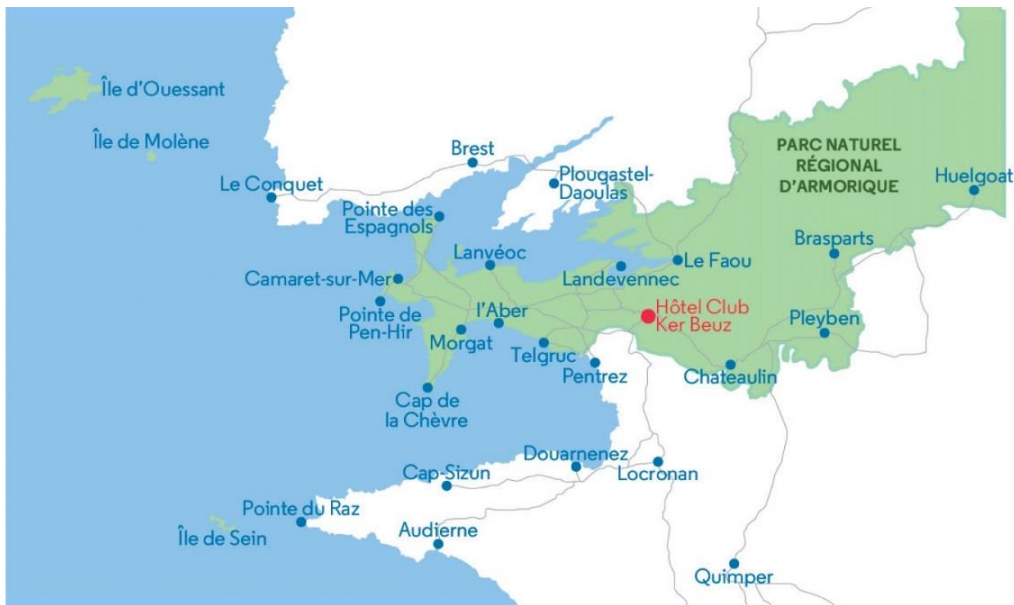 Île d'Ouessant
Île de Molène
Le Conquet
Brest
Plougastel-
Daoulas
PARC NATUREL
RÉGIONAL
D'ARMORIQUE
Huelgoat
Pointe des
Espagnols
Lanvéoc
Landevennec
Le Faou
Brasparts
Camaret-sur-Mer
Pointe de
Pen-Hir
l'Aber
Morgat
Telgruc
Pentrez
Hôtel Club
Ker Beuz
Pleyben
Chateaulin
Cap de
la Chèvre
Douarnenez
Locronan
Cap-Sizun
Pointe du Raz
Île de Sein
Audierne
Quimper